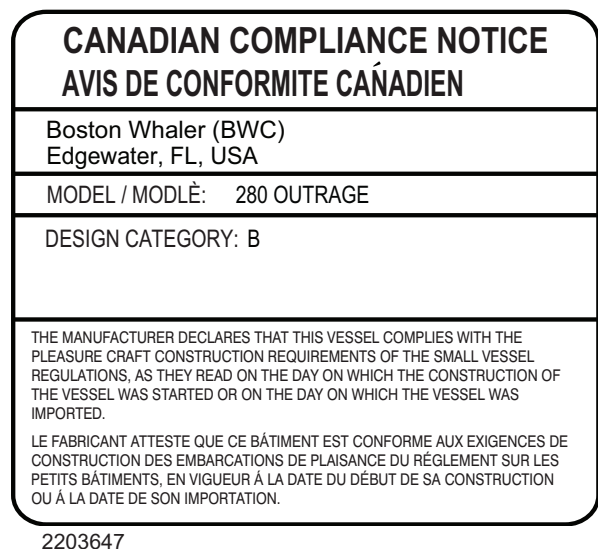 CANADIAN COMPLIANCE NOTICE
AVIS DE CONFORMITE CAŃADIEN
Boston Whaler (BWC)
Edgewater, FL, USA
MODEL / MODLÈ: 280 OUTRAGE
DESIGN CATEGORY: B
THE MANUFACTURER DECLARES THAT THIS VESSEL COMPLIES WITH THE
PLEASURE CRAFT CONSTRUCTION REQUIREMENTS OF THE SMALL VESSEL
REGULATIONS, AS THEY READ ON THE DAY ON WHICH THE CONSTRUCTION OF
THE VESSEL WAS STARTED OR ON THE DAY ON WHICH THE VESSEL WAS
IMPORTED.
LE FABRICANT ATTESTE QUE CE BÁTIMENT EST CONFORME AUX EXIGENCES DE
CONSTRUCTION DES EMBARCATIONS DE PLAISANCE DU RÉGLEMENT SUR LES
PETITS BÁTIMENTS, EN VIGUEUR Á LA DATE DU DÉBUT DE SA CONSTRUCTION
OU Á LA DATE DE SON IMPORTATION.
2203647